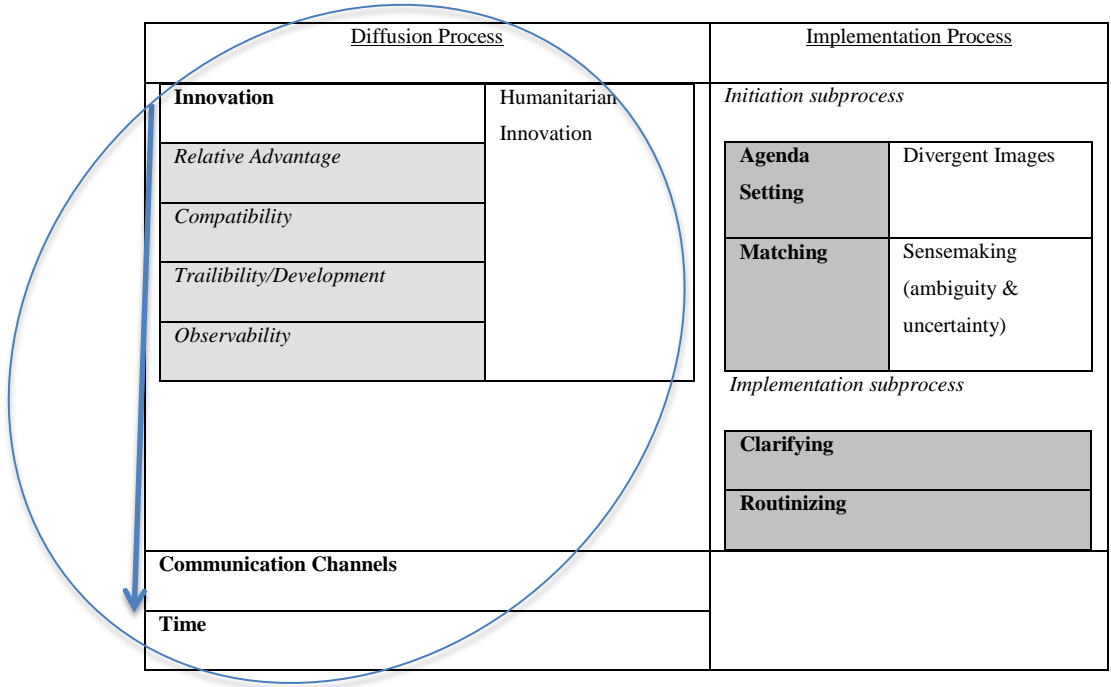 Diffusion Process
Implementation Process
Innovation
Humanitarian
Innovation
Relative Advantage
Compatibility
Trailibility/Development
Observability
Initiation subprocess
Agenda
Setting
Divergent Images
Matching
Sensemaking
(ambiguity &
uncertainty)
Implementation subprocess
Clarifying
Routinizing
Communication Channels
Time